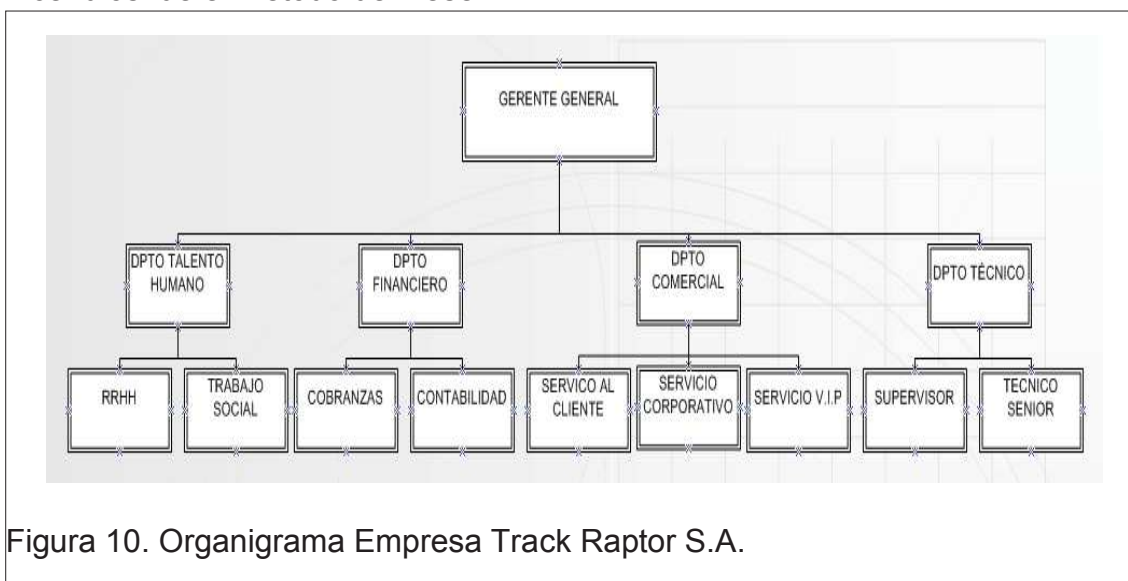 GERENTE GENERAL
DPTO TALENTO
HUMANO
DPTO
FINANCIERO
DPTO
COMERCIAL
DPTO TÉCNICO
RRHH
TRABAJO
SOCIAL
COBRANZAS
CONTABILIDAD
SERVICO AL
CLIENTE
SERVICIO
CORPORATIVO
SERVICIO V.I.P
SUPERVISOR
TECNICO
SENIOR
Figura 10. Organigrama Empresa Track Raptor S.A.